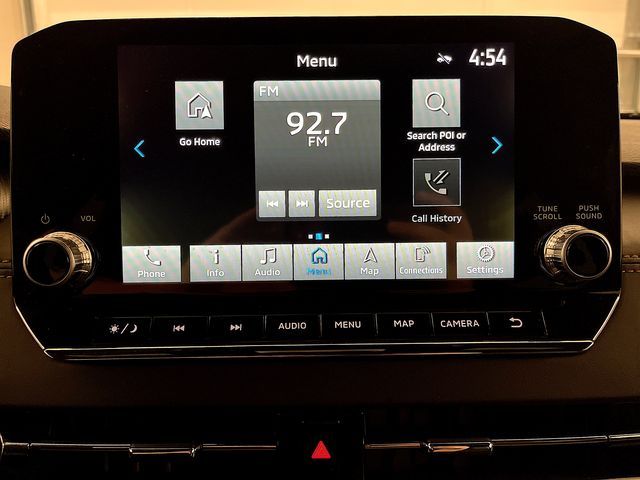 Menu
4:54
FM
92.7
FM
Go Home
Search POI or
Address
Call History
Source
TUNE
SCROLL
PUSH
SOUND
VOL
Phone
Info
Audio
Menu
Map
Connections
Settings
AUDIO
MENU
MAP
CAMERA